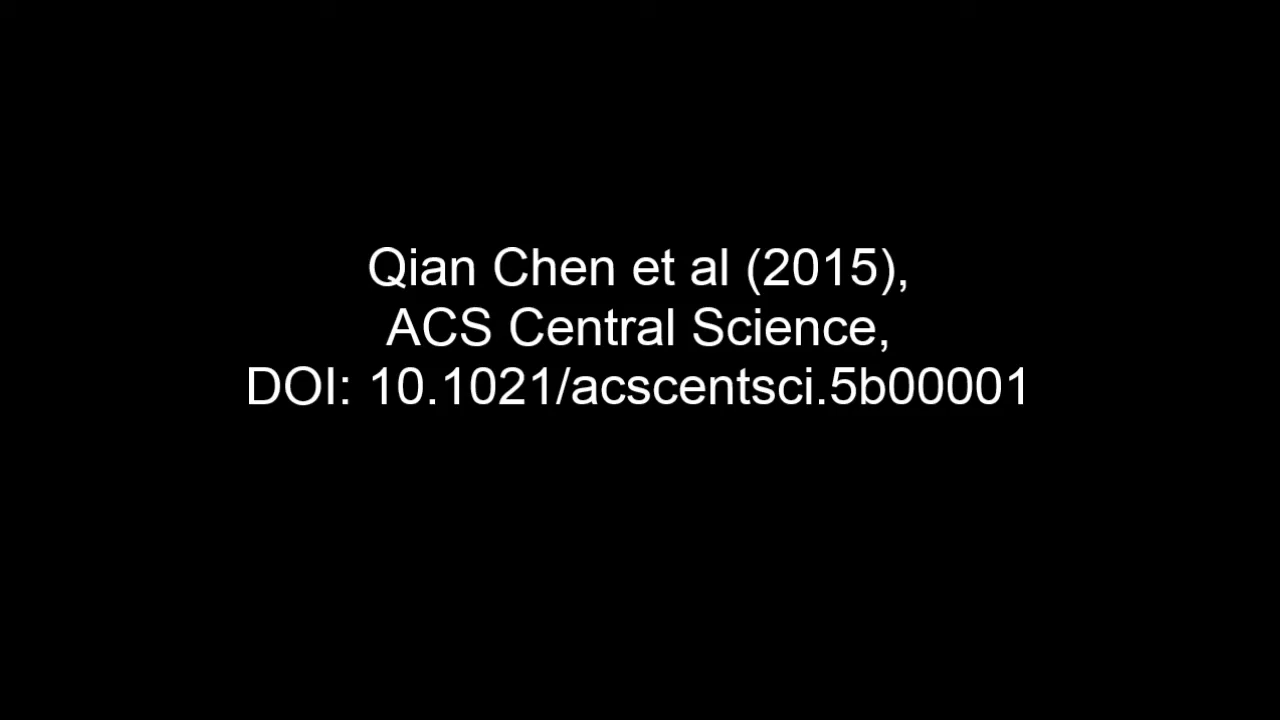 Qian Chen et al (2015),
ACS Central Science,
DOI: 10.1021/acscentsci.5b00001